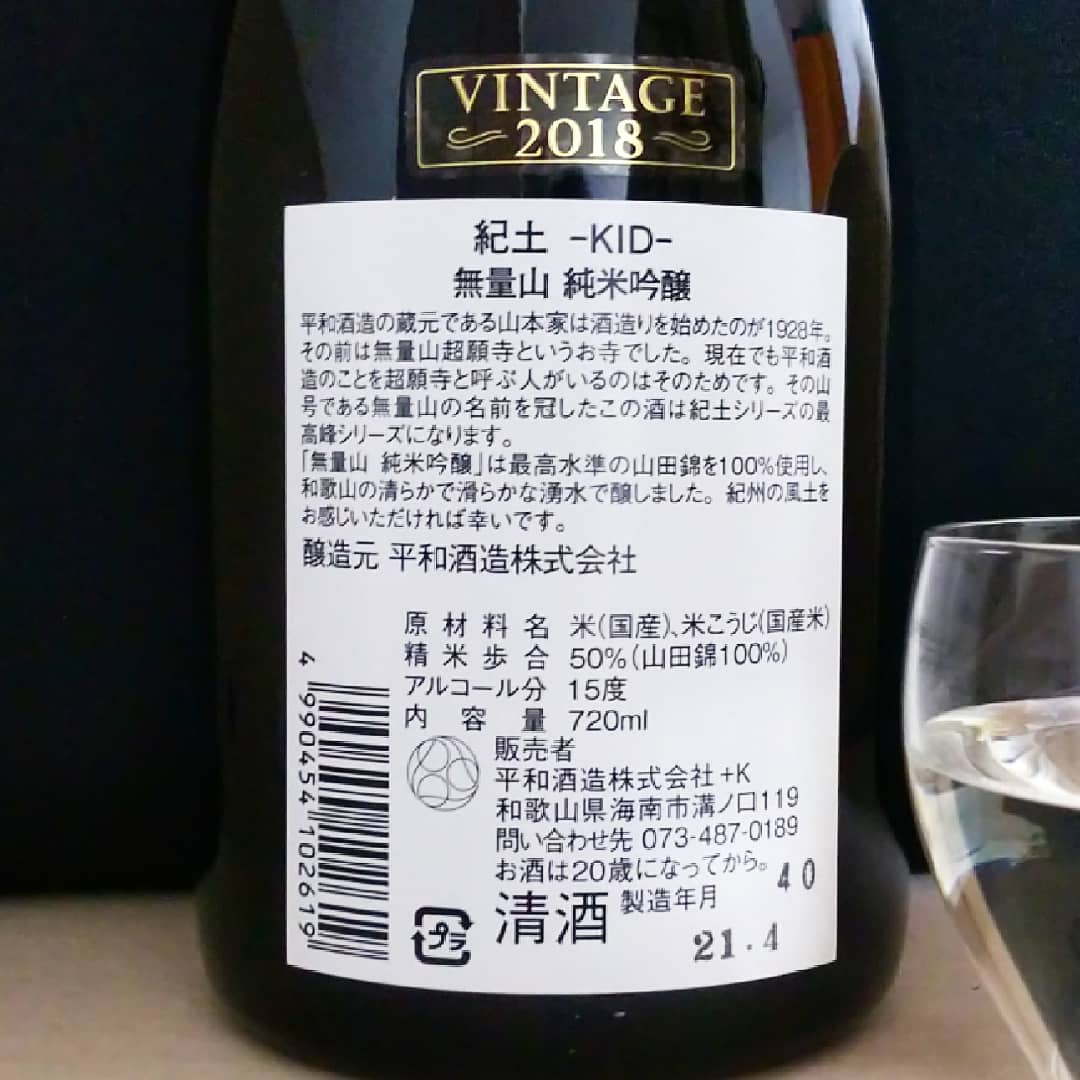 VINTAGE
2018
紀土 -KID-
無量山 純米吟醸
平和酒造の蔵元である山本家は酒造りを始めたのが1928年。
その前は無量山超願寺というお寺でした。現在でも平和酒
造のことを超願寺と呼ぶ人がいるのはそのためです。その山
号である無量山の名前を冠したこの酒は紀土シリーズの最
高峰シリーズになります。
「無量山 純米吟醸」は最高水準の山田錦を100%使用し、
和歌山の清らかで滑らかな湧水で醸しました。紀州の風土を
お感じいただければ幸いです。
醸造元 平和酒造株式会社
原材料名 米(国産)、米こうじ(国産米)
精米歩合 50%(山田錦100%)
アルコール分 15度
内容量 720ml
販売者
平和酒造株式会社+K
和歌山県海南市溝ノ口119
問い合わせ先 073-487-0189
お酒は20歳になってから。
40
清酒 製造年月
21.4
プラ
4 990454 102619